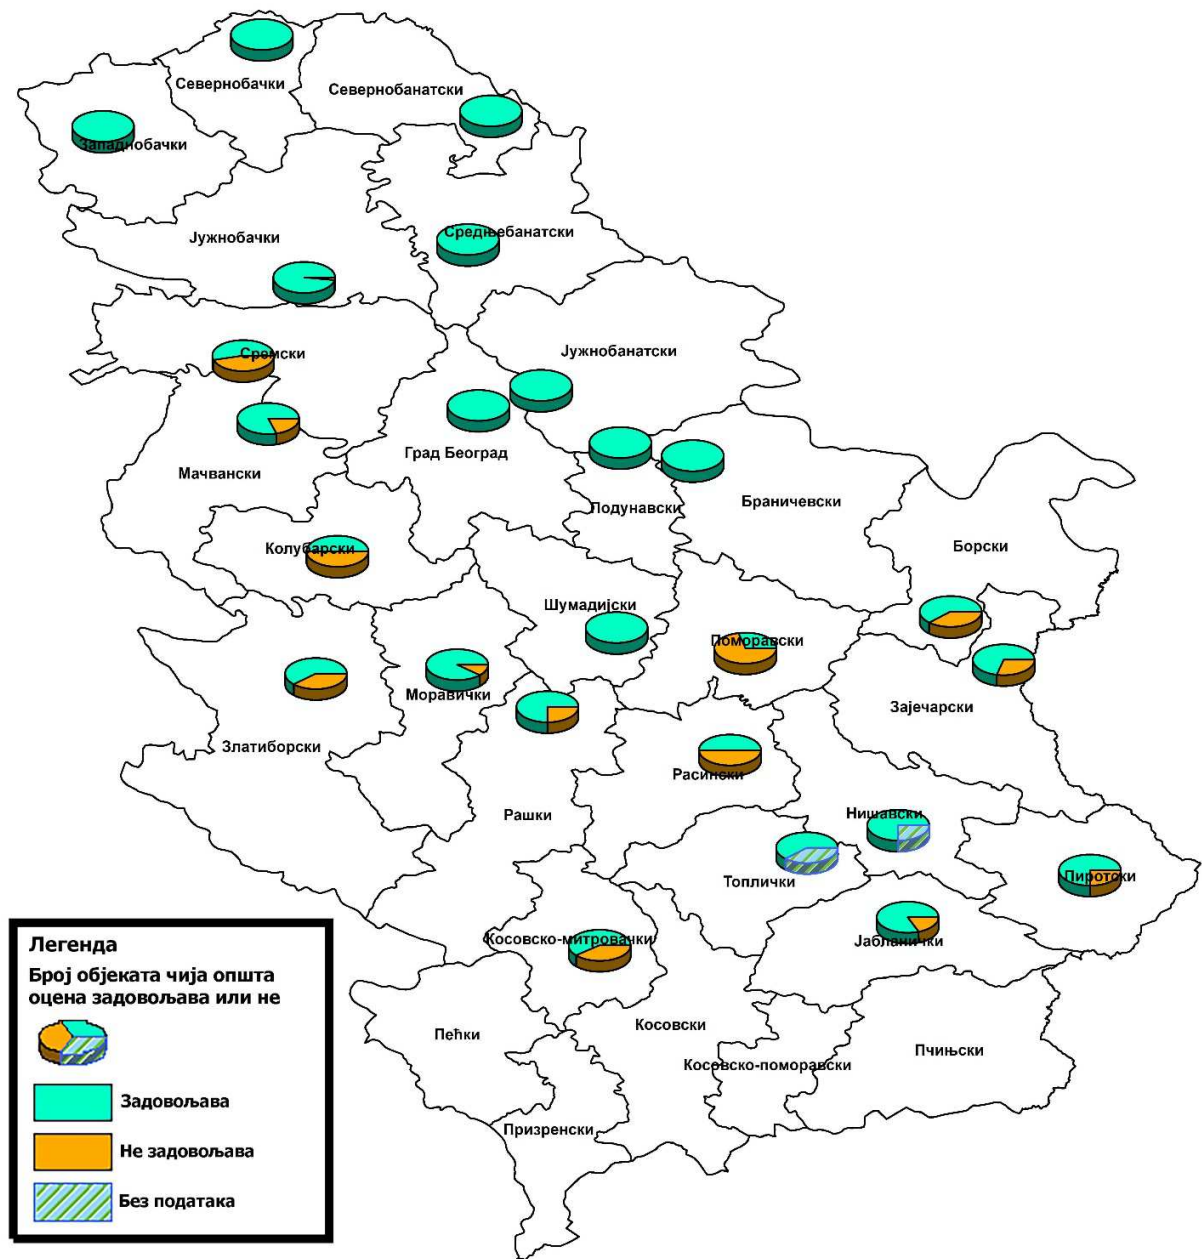 Севернобачки
Севернобанатски
Западнобачки
Јужнобачки
Средњебанатски
Сремски
Јужнобанатски
Град Београд
Мачвански
Подунавски
Браничевски
Колубарски
Борски
Шумадијски
Поморавски
Моравички
Зајечарски
Златиборски
Расински
Рашки
Нишавски
Топлички
Пиротски
Косовско-митровачки
Јабланички
Косовски
Пећки
Пчињски
Косовско-поморавски
Призренски
Легенда
Број објеката чија општа
оцена задовољава или не
Задовољава
Не задовољава
Без података